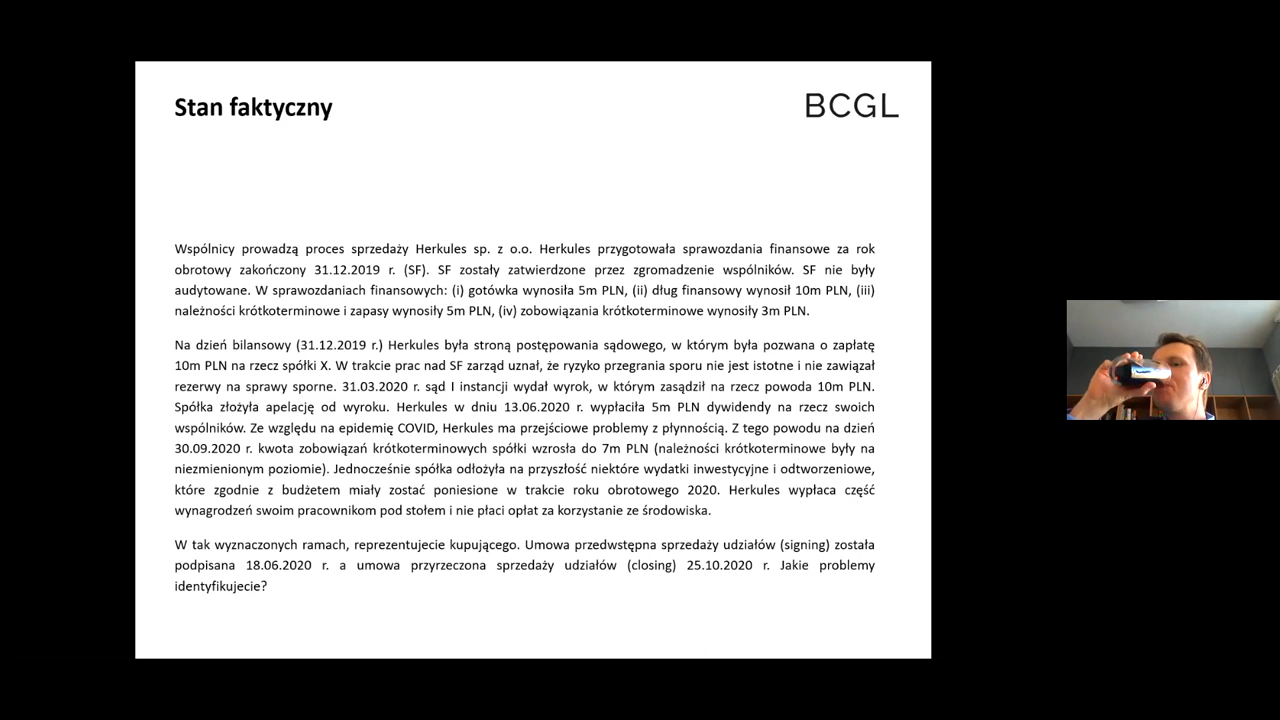 Stan faktyczny
BCGL
Wspólnicy prowadzą proces sprzedaży Herkules sp. z o.o. Herkules przygotowała sprawozdania finansowe za rok
obrotowy zakończony 31.12.2019 r. (SF). SF zostały zatwierdzone przez zgromadzenie wspólników. SF nie były
audytowane. W sprawozdaniach finansowych: (i) gotówka wynosiła 5m PLN, (ii) dług finansowy wynosił 10m PLN, (iii)
należności krótkoterminowe i zapasy wynosiły 5m PLN, (iv) zobowiązania krótkoterminowe wynosiły 3m PLN.
Na dzień bilansowy (31.12.2019 r.) Herkules była stroną postępowania sądowego, w którym była pozwana o zapłatę
10m PLN na rzecz spółki X. W trakcie prac nad SF zarząd uznał, że ryzyko przegrania sporu nie jest istotne i nie zawiązał
rezerwy na sprawy sporne. 31.03.2020 r. sąd I instancji wydał wyrok, w którym zasądził na rzecz powoda 10m PLN.
Spółka złożyła apelację od wyroku. Herkules w dniu 13.06.2020 r. wypłaciła 5m PLN dywidendy na rzecz swoich
wspólników. Ze względu na epidemię COVID, Herkules ma przejściowe problemy z płynnością. Z tego powodu na dzień
30.09.2020 r. kwota zobowiązań krótkoterminowych spółki wzrosła do 7m PLN (należności krótkoterminowe były na
niezmienionym poziomie). Jednocześnie spółka odłożyła na przyszłość niektóre wydatki inwestycyjne i odtworzeniowe,
które zgodnie z budżetem miały zostać poniesione w trakcie roku obrotowego 2020. Herkules wypłaca część
wynagrodzeń swoim pracownikom pod stołem i nie płaci opłat za korzystanie ze środowiska.
W tak wyznaczonych ramach, reprezentujecie kupującego. Umowa przedwstępna sprzedaży udziałów (signing) została
podpisana 18.06.2020 r. a umowa przyrzeczona sprzedaży udziałów (closing) 25.10.2020 r. Jakie problemy
identyfikujecie?